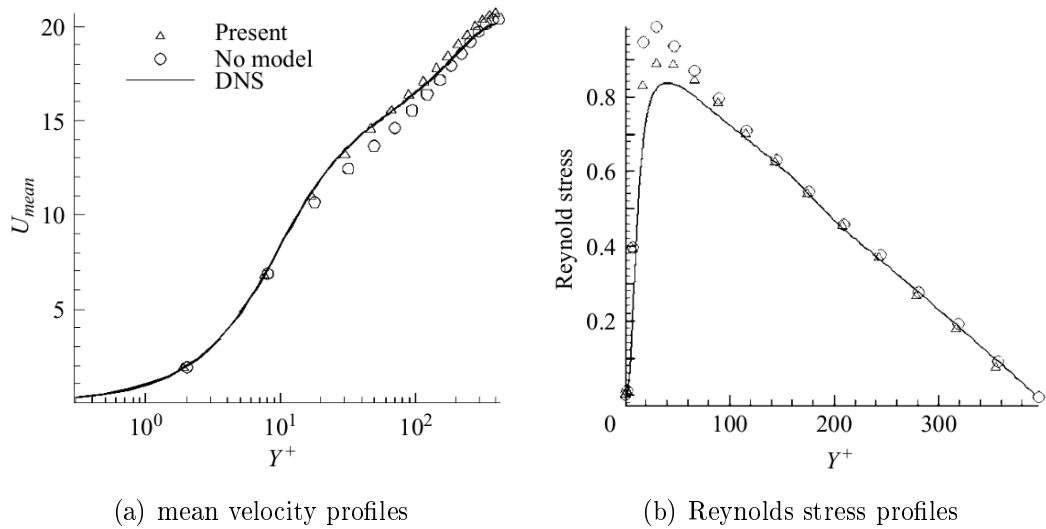 20
15
10
5
Present
No model
DNS
U_mean
10^0
10^1
10^2
Y^+
(a) mean velocity profiles
0.8
0.6
0.4
0.2
Reynold stress
0
100
200
300
Y^+
(b) Reynolds stress profiles